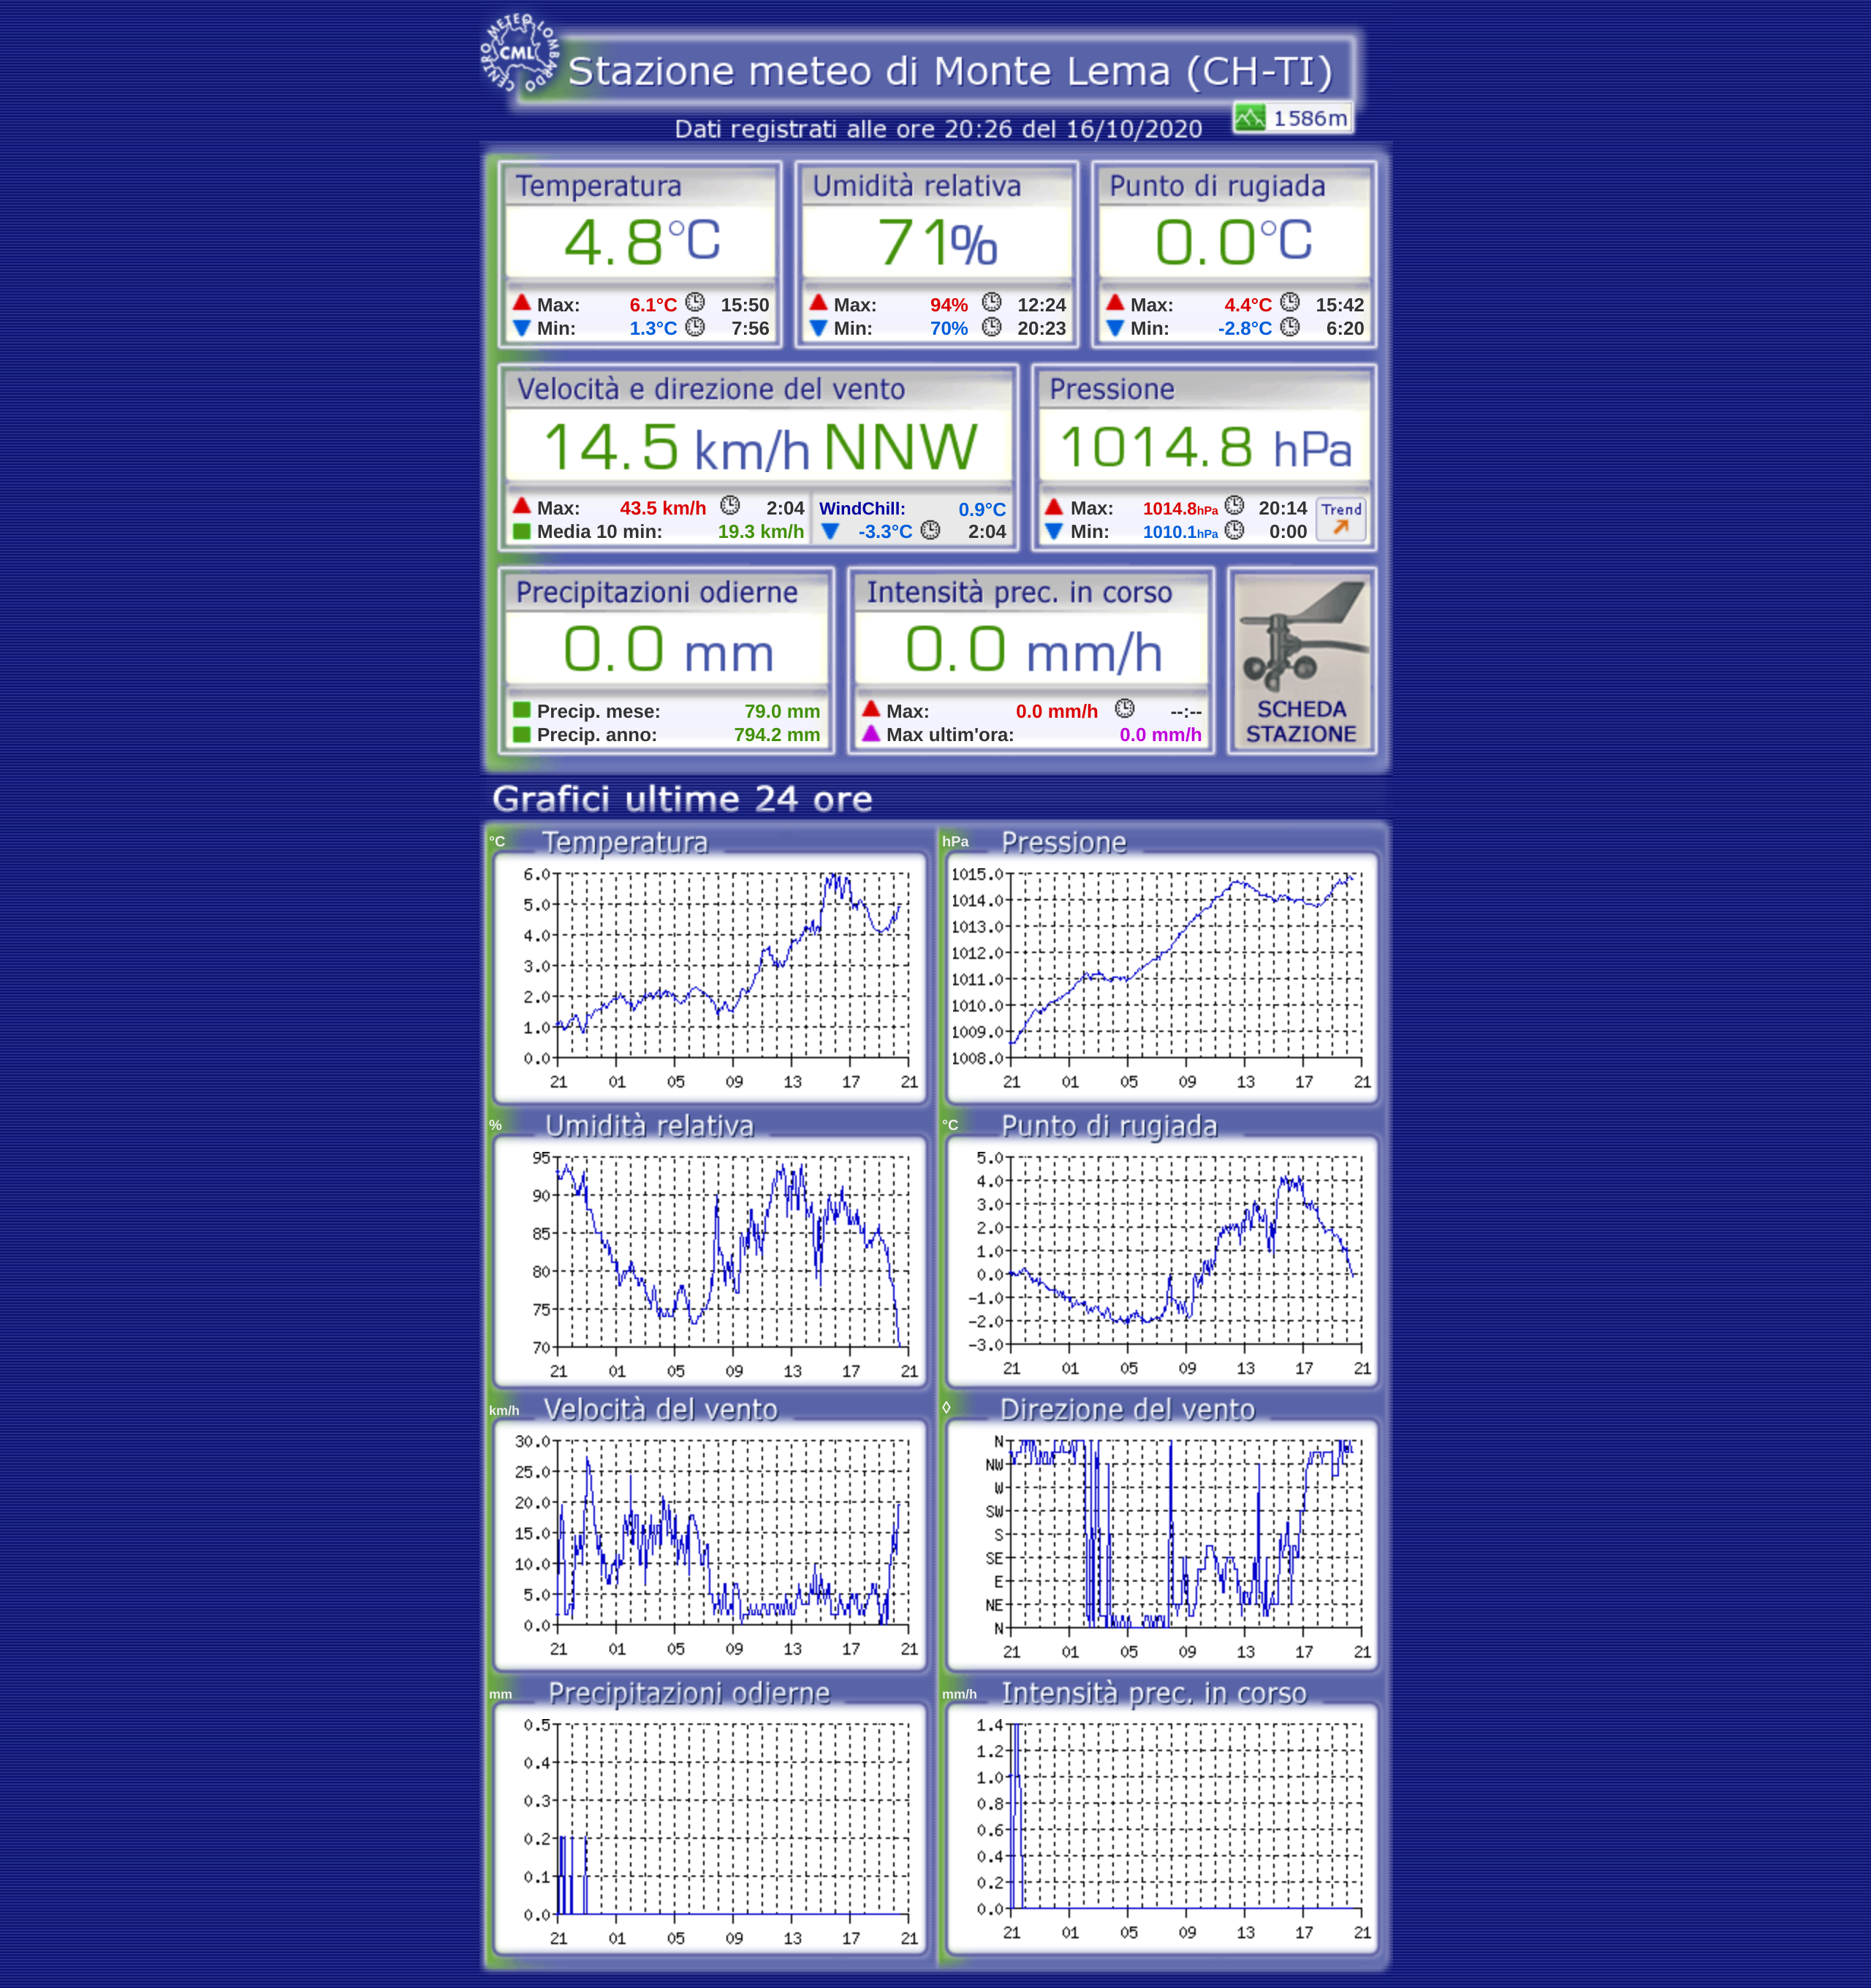 CENTRO METEO LOMBARDO
CML
Stazione meteo di Monte Lema (CH-TI)
1586m
Dati registrati alle ore 20:26 del 16/10/2020
Temperatura Umidità relativa Punto di rugiada
4.8°C 71% 0.0°C
Max: 6.1°C 15:50 Max: 94% 12:24 Max: 4.4°C 15:42
Min: 1.3°C 7:56 Min: 70% 20:23 Min: -2.8°C 6:20
Velocità e direzione del vento Pressione
14.5 km/h NNW 1014.8 hPa
Max: 43.5 km/h 2:04 WindChill: 0.9°C Max: 1014.8hPa 20:14 Trend
Media 10 min: 19.3 km/h -3.3°C 2:04 Min: 1010.1hPa 0:00
Precipitazioni odierne Intensità prec. in corso
0.0 mm 0.0 mm/h
Precip. mese: 79.0 mm Max: 0.0 mm/h --:-- SCHEDA
Precip. anno: 794.2 mm Max ultim'ora: 0.0 mm/h STAZIONE
Grafici ultime 24 ore
°C Temperatura hPa Pressione
6.0 1015.0
5.0 1014.0
4.0 1013.0
3.0 1012.0
2.0 1011.0
1.0 1010.0
0.0 1009.0
1008.0
21 01 05 09 13 17 21 21 01 05 09 13 17 21
% Umidità relativa °C Punto di rugiada
95 5.0
90 4.0
85 3.0
80 2.0
75 1.0
70 0.0
-1.0
-2.0
-3.0
21 01 05 09 13 17 21 21 01 05 09 13 17 21
km/h Velocità del vento ◊ Direzione del vento
30.0 N
25.0 NW
20.0 W
15.0 SW
10.0 S
5.0 SE
0.0 E
NE
N
21 01 05 09 13 17 21 21 01 05 09 13 17 21
mm Precipitazioni odierne mm/h Intensità prec. in corso
0.5 1.4
0.4 1.2
0.3 1.0
0.2 0.8
0.1 0.6
0.0 0.4
0.2
0.0
21 01 05 09 13 17 21 21 01 05 09 13 17 21